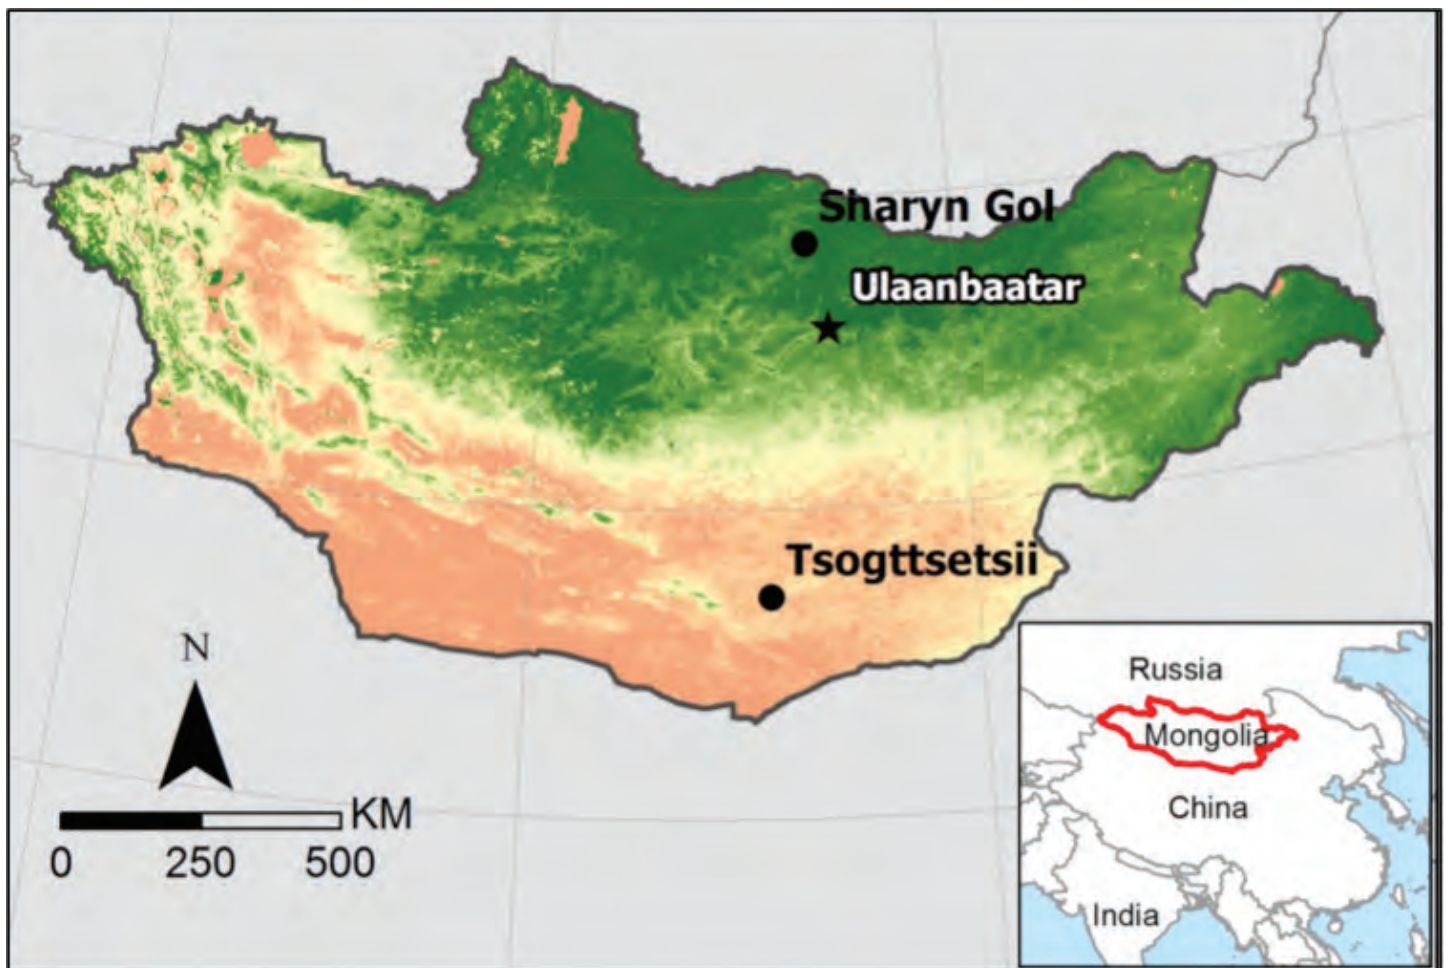 Sharyn Gol
Ulaanbaatar
Tsogttsetsii
N
KM
0 250 500
Russia
Mongolia
China
India